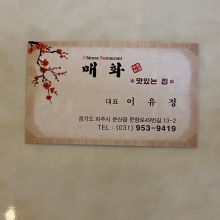 Chinese Restaurant
매화
*맛있는 집*
대표 이유정
경기도 파주시 문산읍 문향로49번길 13-2
TEL : (031) 953-9419